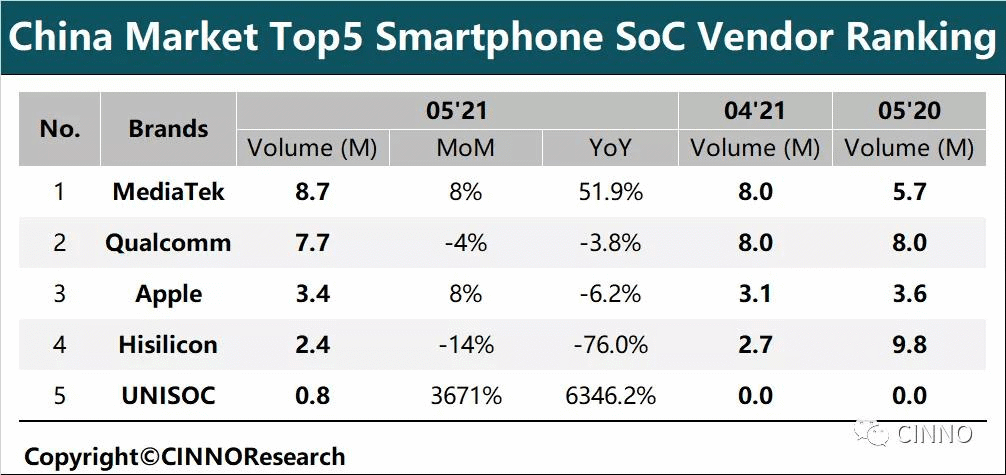 China Market Top5 Smartphone SoC Vendor Ranking
No. Brands 05'21 04'21 05'20
Volume (M) MoM YoY Volume (M) Volume (M)
1 MediaTek 8.7 8% 51.9% 8.0 5.7
2 Qualcomm 7.7 -4% -3.8% 8.0 8.0
3 Apple 3.4 8% -6.2% 3.1 3.6
4 Hisilicon 2.4 -14% -76.0% 2.7 9.8
5 UNISOC 0.8 3671% 6346.2% 0.0 0.0
CINNO
Copyright©CINNOResearch